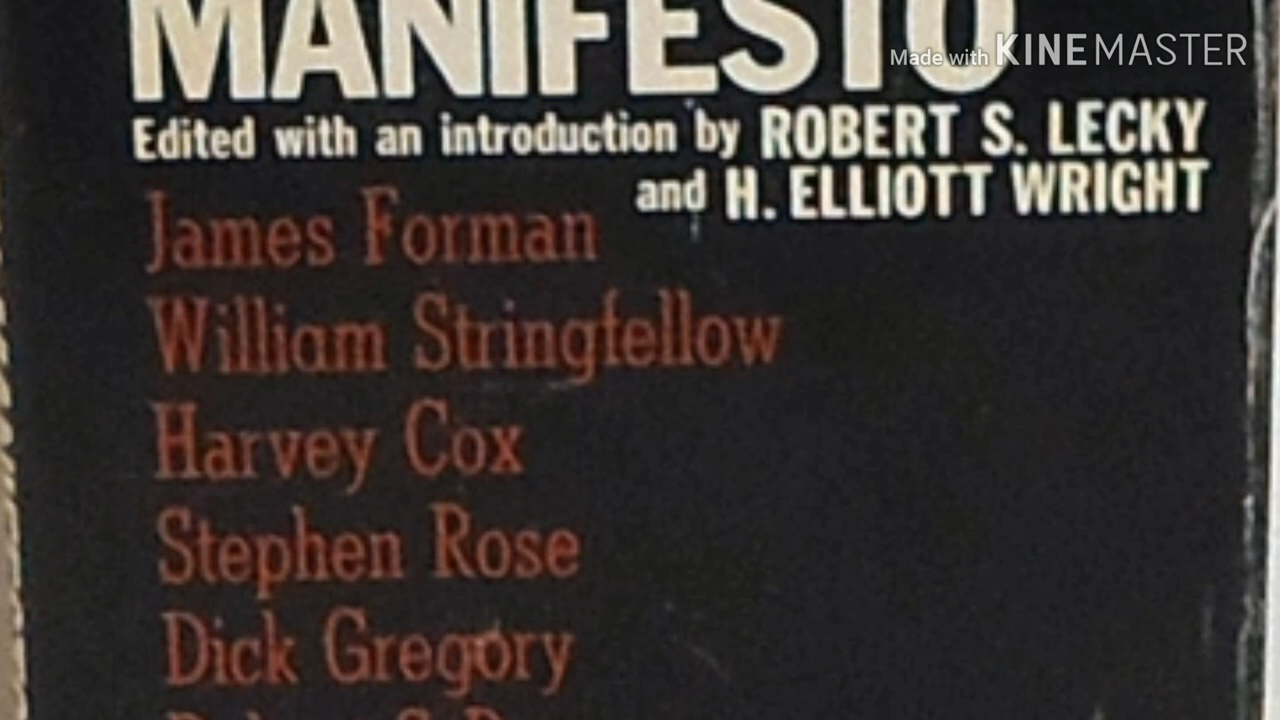 MANIFESTO
Made with KINEMASTER
Edited with an introduction by ROBERT S. LECKY
and H. ELLIOTT WRIGHT
James Forman
William Stringfellow
Harvey Cox
Stephen Rose
Dick Gregory